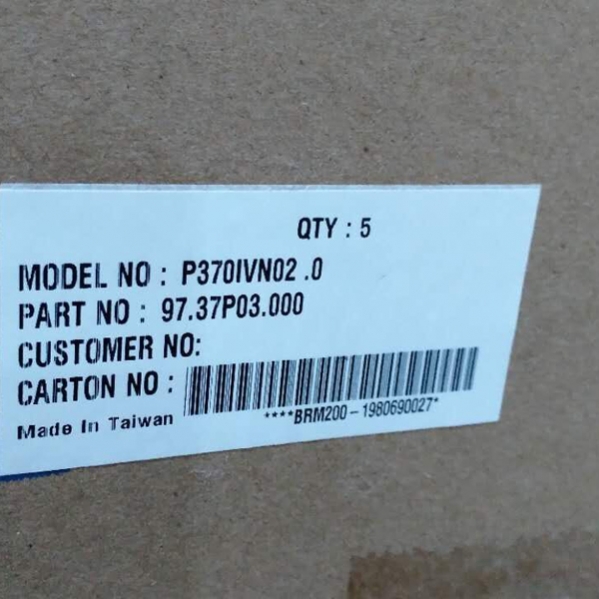 QTY : 5
MODEL NO : P370IVN02 .0
PART NO : 97.37P03.000
CUSTOMER NO:
CARTON NO :
****BRM200-1980690027*
Made In Taiwan